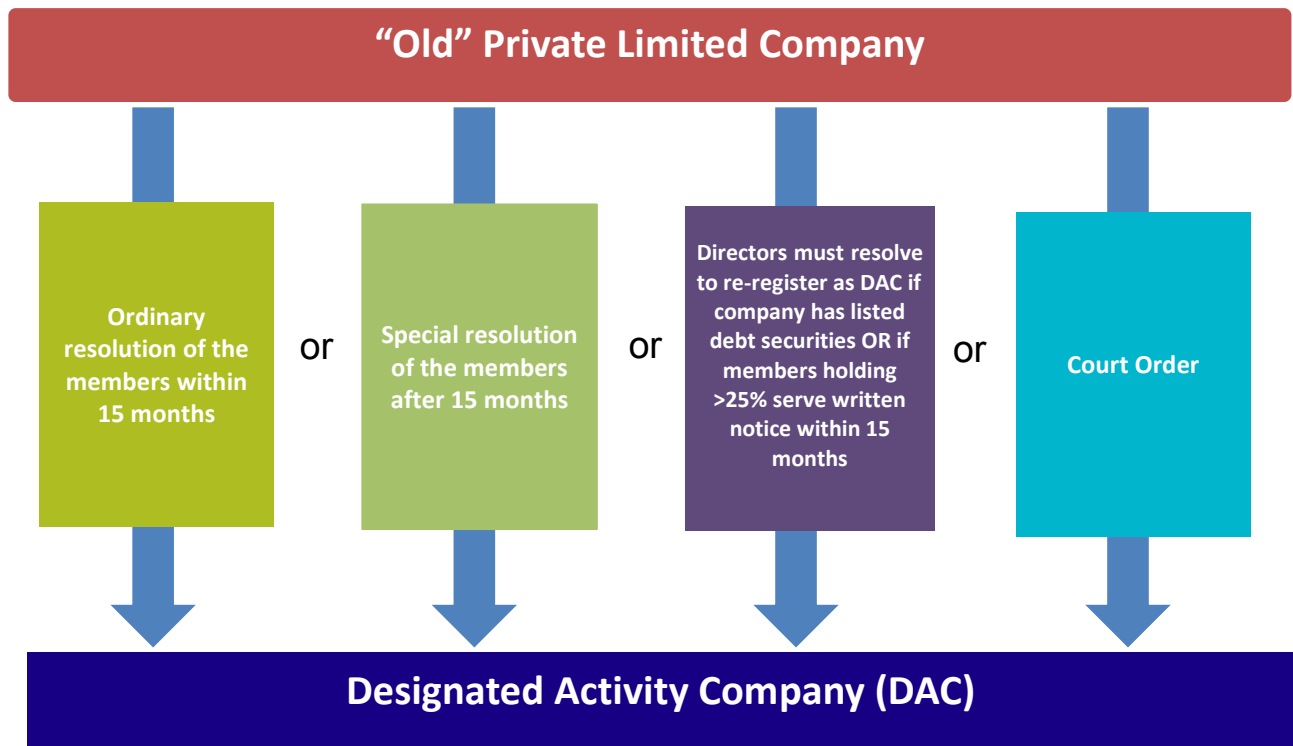 “Old” Private Limited Company
Ordinary
resolution of the
members within
15 months
or
Special resolution
of the members
after 15 months
or
Directors must resolve
to re-register as DAC if
company has listed
debt securities OR if
members holding
>25% serve written
notice within 15
months
or
Court Order
Designated Activity Company (DAC)